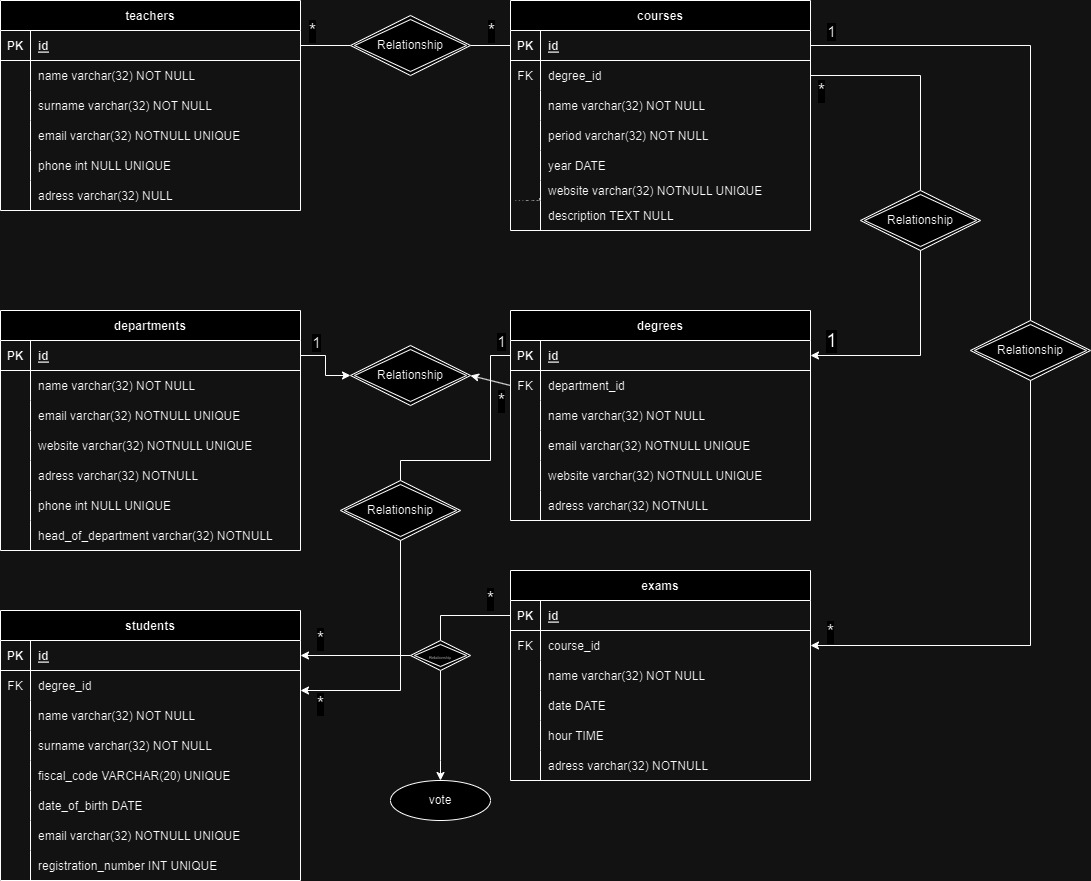 teachers
PK id
name varchar(32) NOT NULL
surname varchar(32) NOT NULL
email varchar(32) NOTNULL UNIQUE
phone int NULL UNIQUE
adress varchar(32) NULL
*
Relationship
*
courses
PK id
FK degree_id
name varchar(32) NOT NULL
period varchar(32) NOT NULL
year DATE
website varchar(32) NOTNULL UNIQUE
description TEXT NULL
1
*
Relationship
1
Relationship
*
departments
PK id
name varchar(32) NOT NULL
email varchar(32) NOTNULL UNIQUE
website varchar(32) NOTNULL UNIQUE
adress varchar(32) NOTNULL
phone int NULL UNIQUE
head_of_department varchar(32) NOTNULL
1
Relationship
1
*
degrees
PK id
FK department_id
name varchar(32) NOT NULL
email varchar(32) NOTNULL UNIQUE
website varchar(32) NOTNULL UNIQUE
adress varchar(32) NOTNULL
Relationship
students
PK id
FK degree_id
name varchar(32) NOT NULL
surname varchar(32) NOT NULL
fiscal_code VARCHAR(20) UNIQUE
date_of_birth DATE
email varchar(32) NOTNULL UNIQUE
registration_number INT UNIQUE
*
*
Relationship
*
vote
exams
PK id
FK course_id
name varchar(32) NOT NULL
date DATE
hour TIME
adress varchar(32) NOTNULL